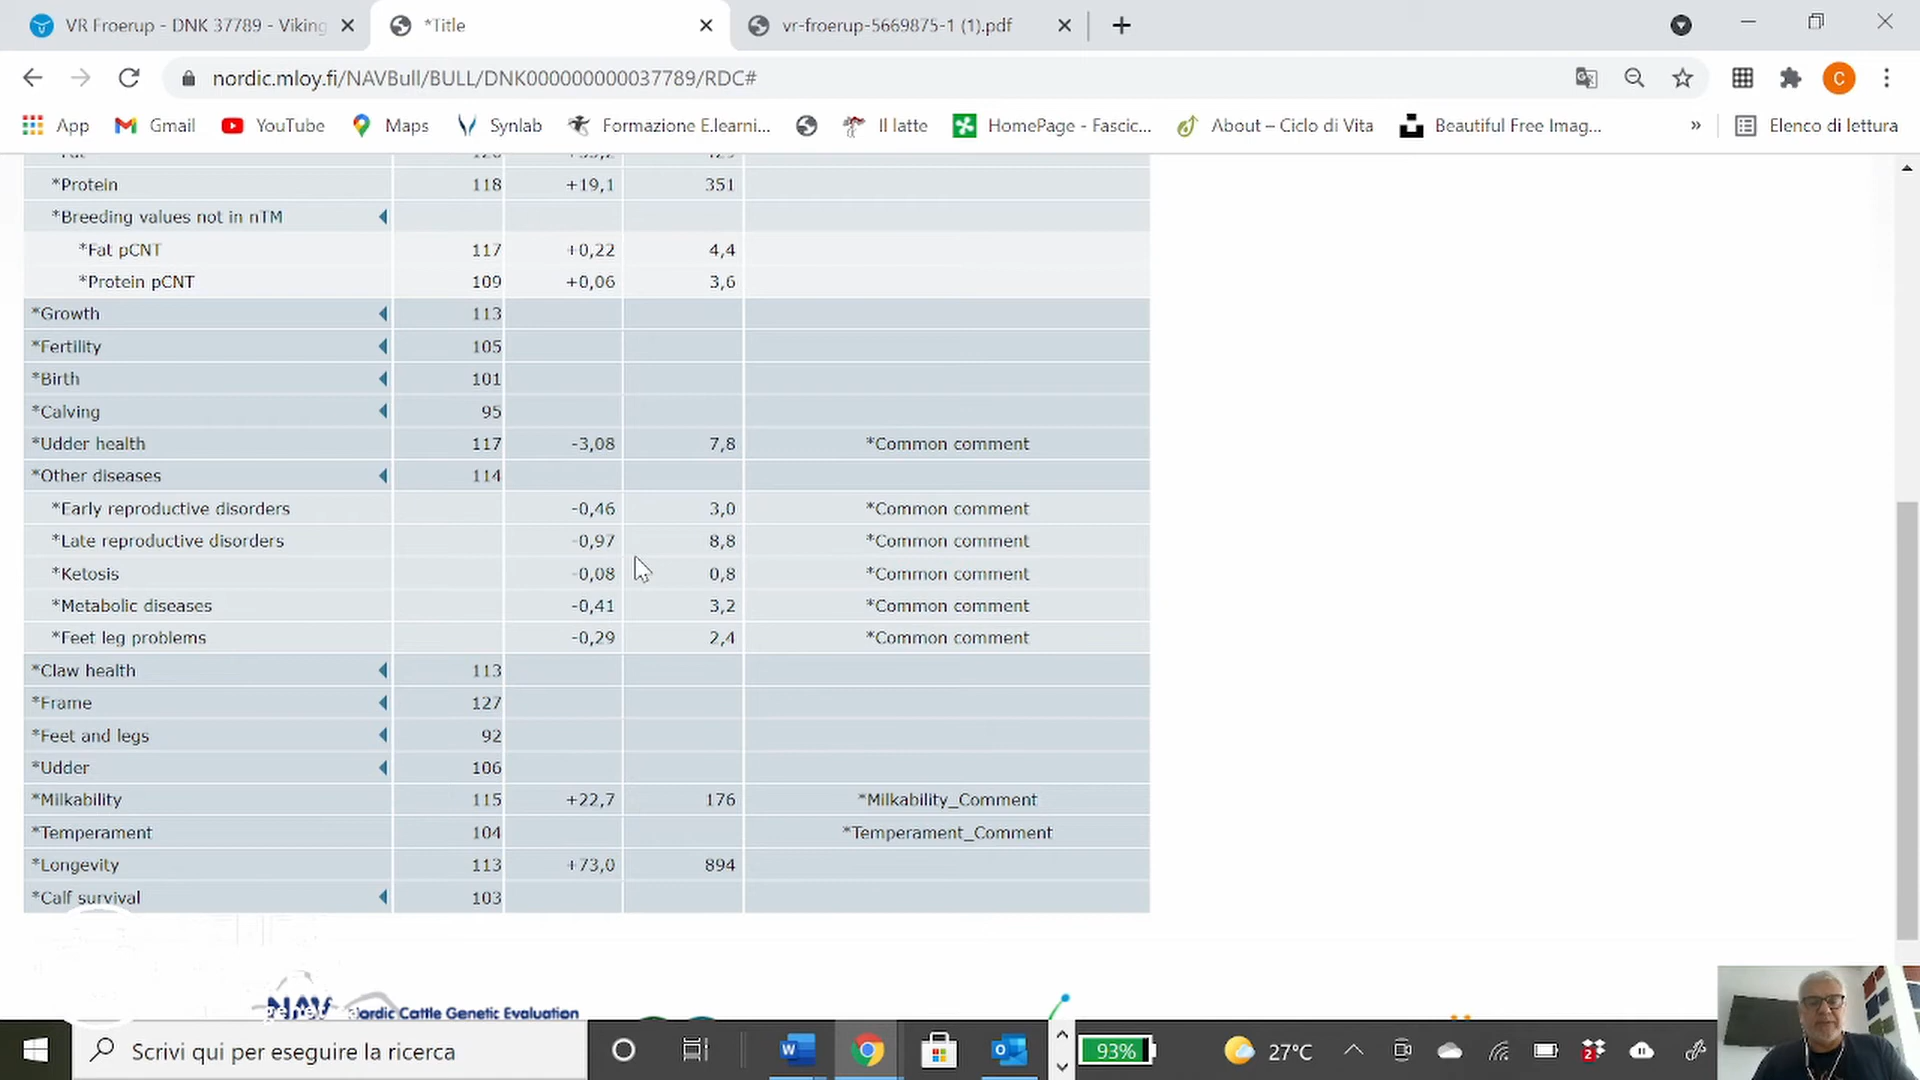 VR Froerup - DNK 37789 - Viking
*Title
vr-froerup-5669875-1 (1).pdf
nordic.mloy.fi/NAVBull/BULL/DNK000000000037789/RDC#
C
App
Gmail
YouTube
Maps
Synlab
Formazione E.learni...
Il latte
HomePage - Fascic...
About – Ciclo di Vita
Beautiful Free Imag...
»
Elenco di lettura
*Protein 118 +19,1 351
*Breeding values not in nTM
*Fat pCNT 117 +0,22 4,4
*Protein pCNT 109 +0,06 3,6
*Growth 113
*Fertility 105
*Birth 101
*Calving 95
*Udder health 117 -3,08 7,8 *Common comment
*Other diseases 114
*Early reproductive disorders -0,46 3,0 *Common comment
*Late reproductive disorders -0,97 8,8 *Common comment
*Ketosis -0,08 0,8 *Common comment
*Metabolic diseases -0,41 3,2 *Common comment
*Feet leg problems -0,29 2,4 *Common comment
*Claw health 113
*Frame 127
*Feet and legs 92
*Udder 106
*Milkability 115 +22,7 176 *Milkability_Comment
*Temperament 104 *Temperament_Comment
*Longevity 113 +73,0 894
*Calf survival 103
NAV Nordic Cattle Genetic Evaluation
Scrivi qui per eseguire la ricerca
W
93%
27°C
2